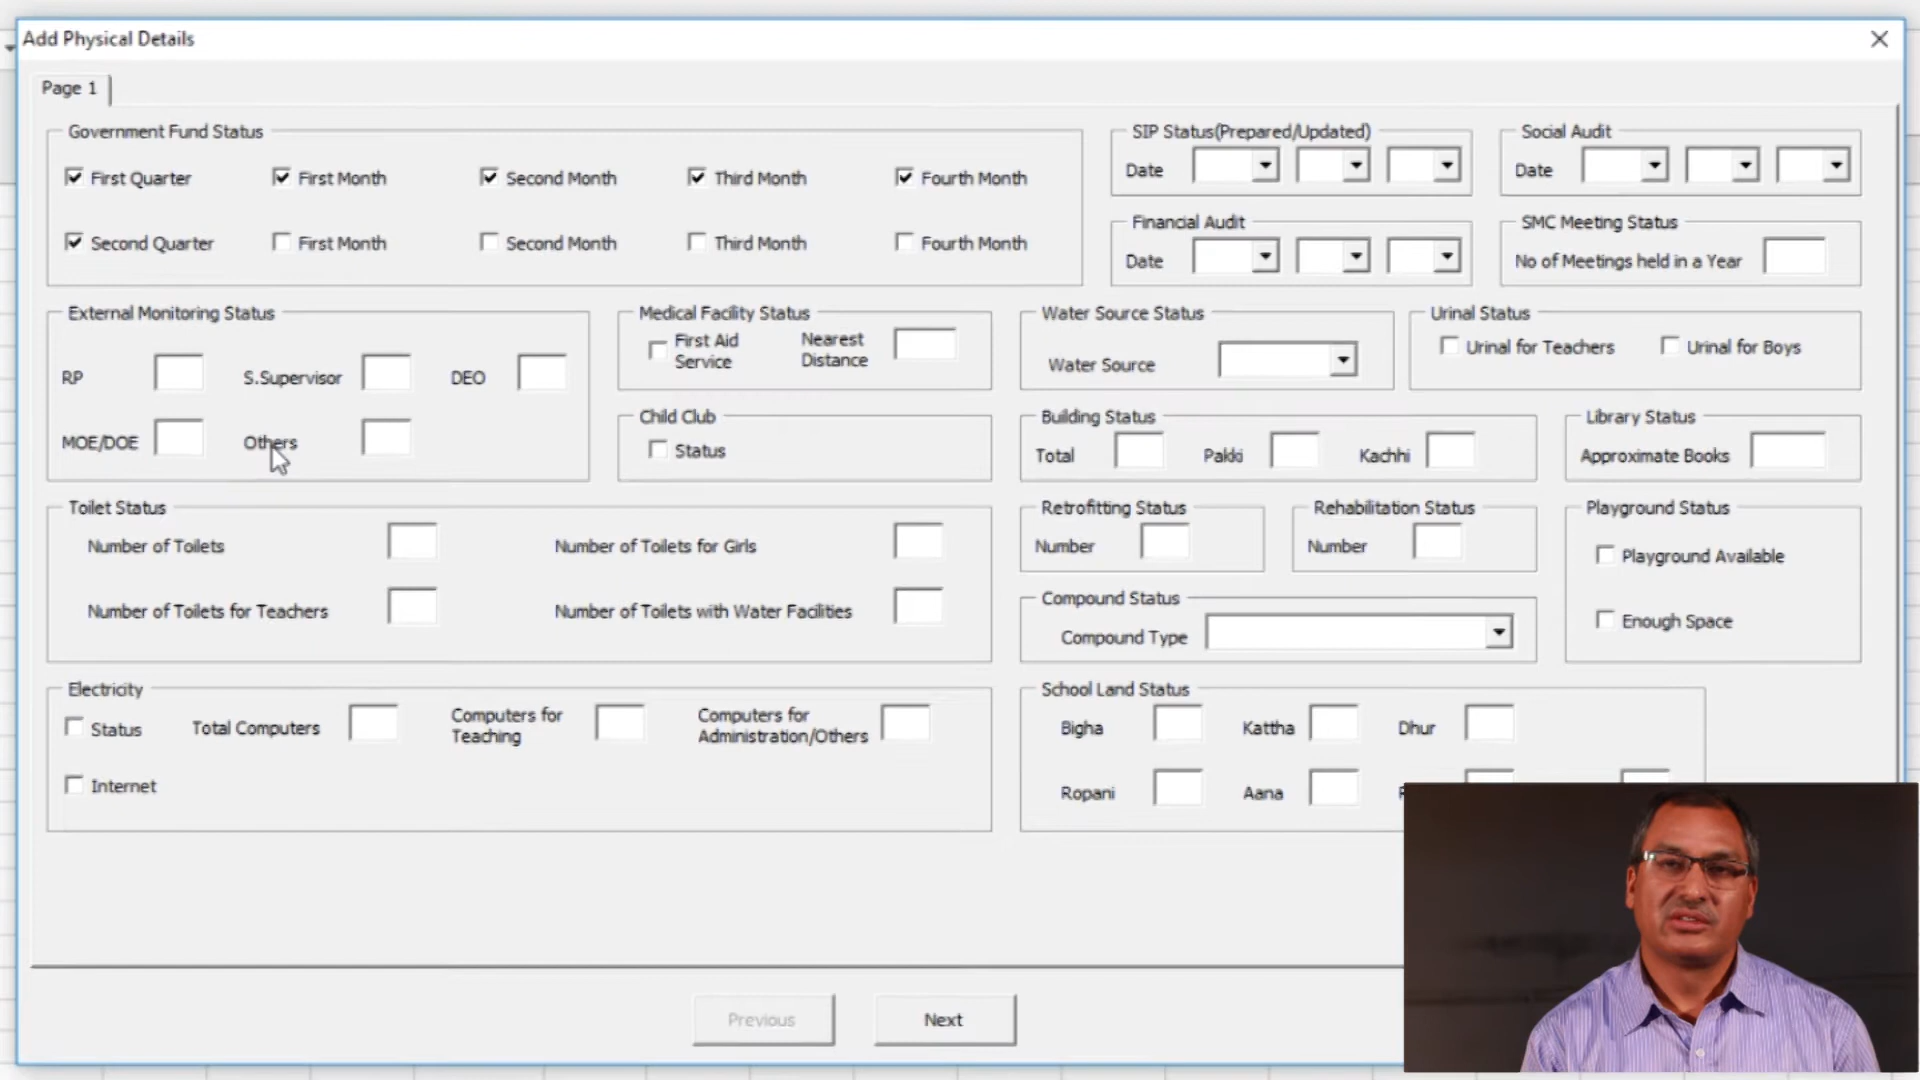 Add Physical Details
Page 1
Government Fund Status
First Quarter First Month Second Month Third Month Fourth Month
Second Quarter First Month Second Month Third Month Fourth Month
SIP Status(Prepared/Updated)
Date
Social Audit
Date
Financial Audit
Date
SMC Meeting Status
No of Meetings held in a Year
External Monitoring Status
RP S.Supervisor DEO
MOE/DOE Others
Medical Facility Status
First Aid
Service
Nearest
Distance
Child Club
Status
Water Source Status
Water Source
Urinal Status
Urinal for Teachers Urinal for Boys
Building Status
Total Pakki Kachhi
Library Status
Approximate Books
Toilet Status
Number of Toilets Number of Toilets for Girls
Number of Toilets for Teachers Number of Toilets with Water Facilities
Retrofitting Status
Number
Rehabilitation Status
Number
Playground Status
Playground Available
Enough Space
Compound Status
Compound Type
Electricity
Status Total Computers
Computers for
Teaching
Computers for
Administration/Others
Internet
School Land Status
Bigha Kattha Dhur
Ropani Aana
Previous Next